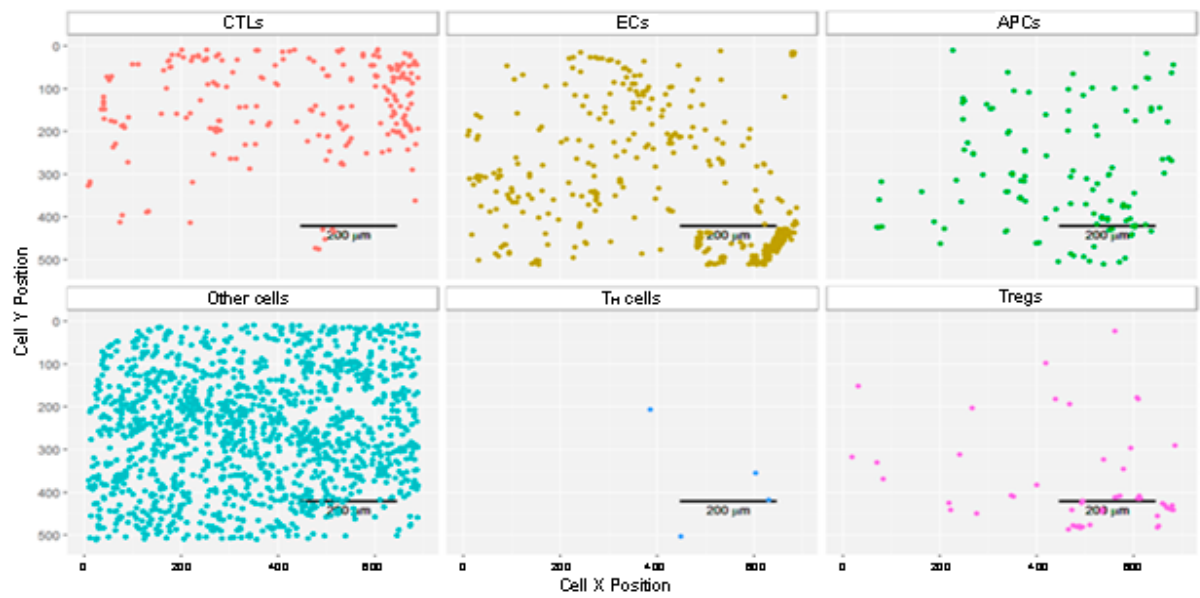 CTLs ECs APCs
0
100
200
300
400
500
200 μm 200 μm 200 μm
Other cells TH cells Tregs
Cell Y Position
0
100
200
300
400
500
200 μm 200 μm 200 μm
0 200 400 600 0 200 400 600 0 200 400 600
Cell X Position